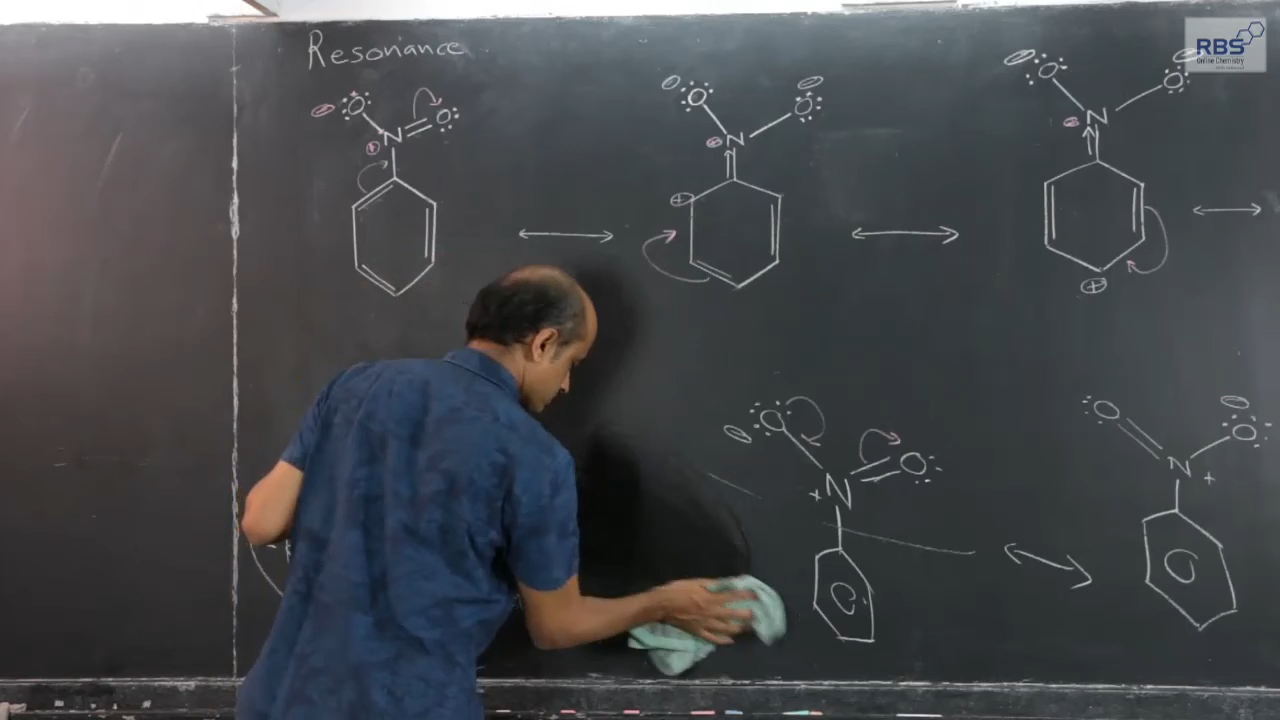 Resonance
RBS
Online Chemistry
⊖ O N ⊕ O
⊖ O N ⊕ O ⊖
⊕
⊖ O N ⊕ O ⊖
⊕
⊖ O N + O
O N + O ⊖